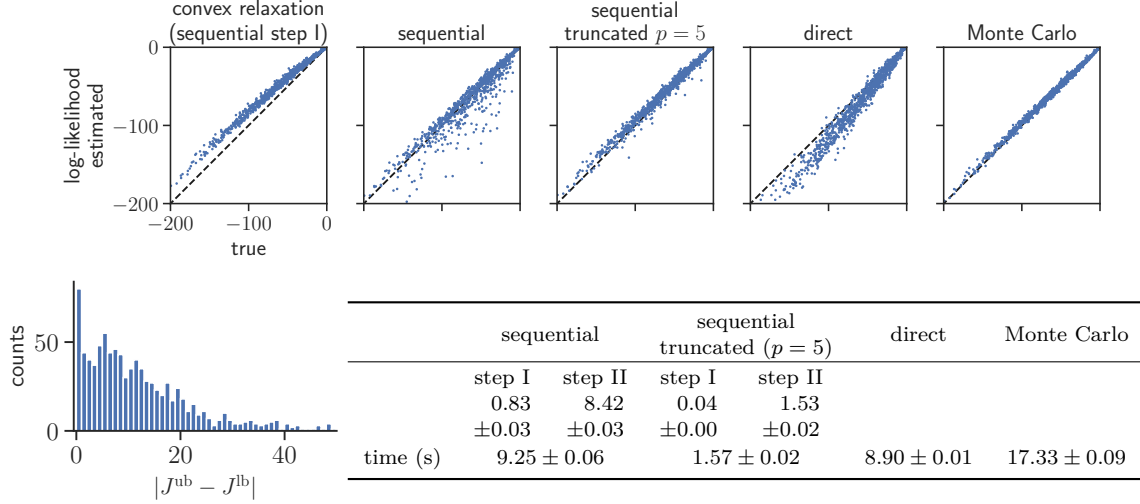 convex relaxation
(sequential step I)
sequential
sequential
truncated p = 5
direct
Monte Carlo
log-likelihood
estimated
0
−100
−200
−200
−100
0
true
counts
50
0
0
20
40
|J^ub − J^lb|
sequential
sequential
truncated (p = 5)
direct
Monte Carlo
step I step II step I step II
0.83 8.42 0.04 1.53
±0.03 ±0.03 ±0.00 ±0.02
time (s) 9.25 ± 0.06 1.57 ± 0.02 8.90 ± 0.01 17.33 ± 0.09